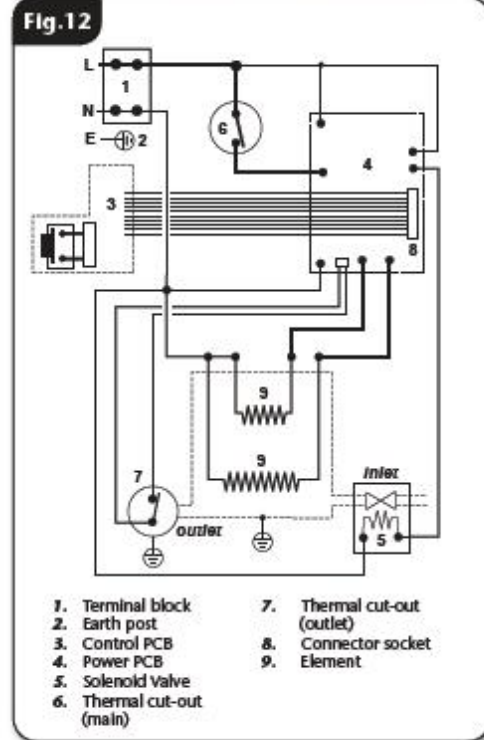 Fig.12
L
1
N
E 2
6
4
3
8
9
9
7
outlet
inlet
5
1. Terminal block
2. Earth post
3. Control PCB
4. Power PCB
5. Solenoid Valve
6. Thermal cut-out
(main)
7. Thermal cut-out
(outlet)
8. Connector socket
9. Element